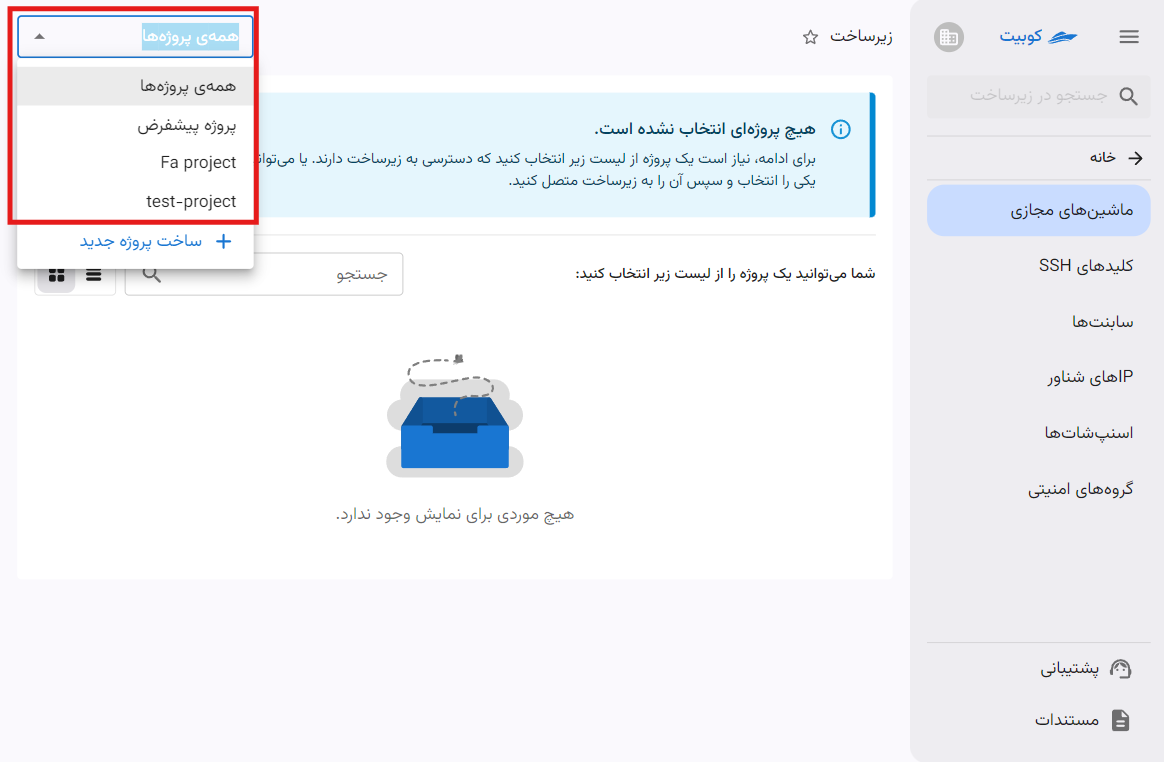 کوبیت
جستجو در زیرساخت
خانه
ماشین‌های مجازی
کلیدهای SSH
سابنت‌ها
IPهای شناور
اسنپ‌شات‌ها
گروه‌های امنیتی
پشتیبانی
مستندات
زیرساخت
همه‌ی پروژه‌ها
همه‌ی پروژه‌ها
پروژه پیشفرض
Fa project
test-project
ساخت پروژه جدید
هیچ پروژه‌ای انتخاب نشده است.
برای ادامه، نیاز است یک پروژه از لیست زیر انتخاب کنید که دسترسی به زیرساخت دارند. یا
یکی را انتخاب و سپس آن را به زیرساخت متصل کنید.
شما می‌توانید یک پروژه را از لیست زیر انتخاب کنید:
جستجو
هیچ موردی برای نمایش وجود ندارد.